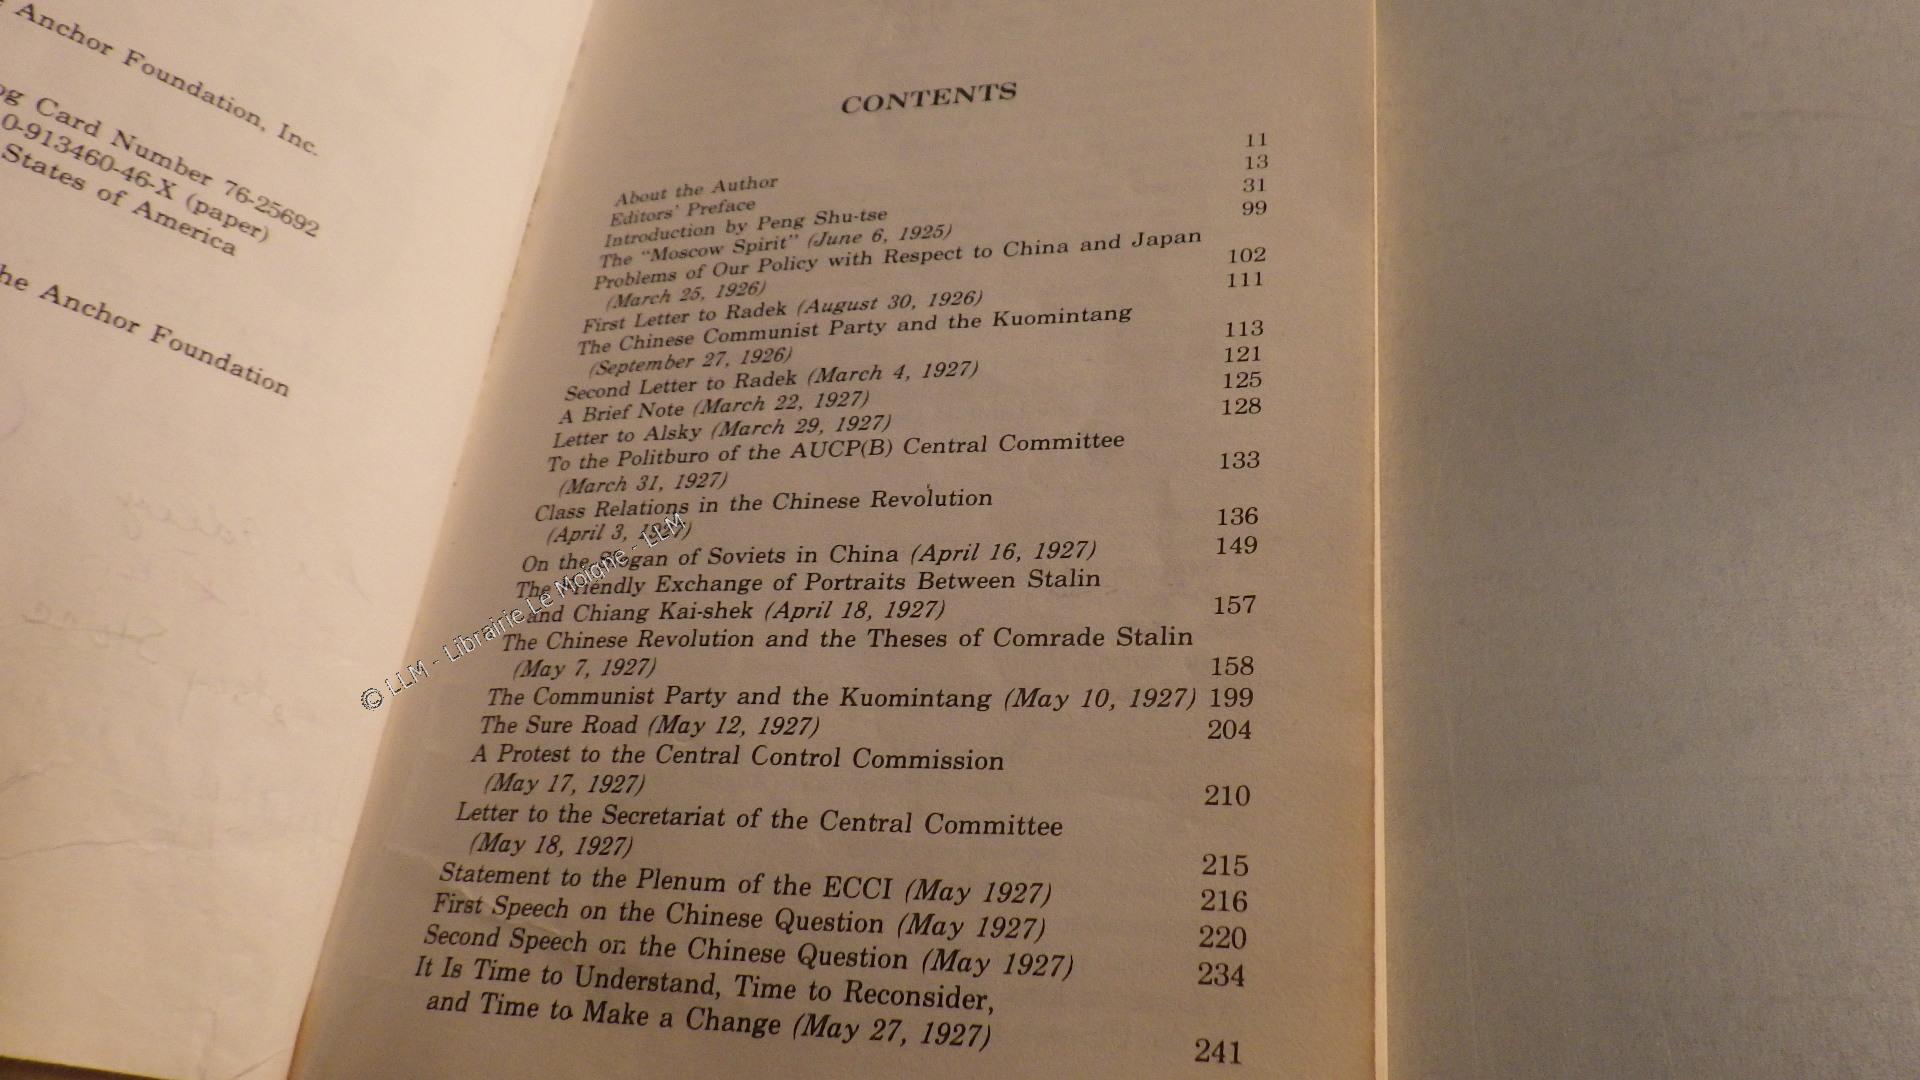 Anchor Foundation, Inc.
og Card Number 76-25692
0-913460-46-X (paper)
States of America
he Anchor Foundation
CONTENTS
About the Author 11
Editors' Preface 13
Introduction by Peng Shu-tse 31
The "Moscow Spirit" (June 6, 1925) 99
Problems of Our Policy with Respect to China and Japan
(March 25, 1926) 102
First Letter to Radek (August 30, 1926) 111
The Chinese Communist Party and the Kuomintang
(September 27, 1926) 113
Second Letter to Radek (March 4, 1927) 121
A Brief Note (March 22, 1927) 125
Letter to Alsky (March 29, 1927) 128
To the Politburo of the AUCP(B) Central Committee
(March 31, 1927) 133
Class Relations in the Chinese Revolution
(April 3, 1927) 136
On the Slogan of Soviets in China (April 16, 1927) 149
The Friendly Exchange of Portraits Between Stalin
and Chiang Kai-shek (April 18, 1927) 157
The Chinese Revolution and the Theses of Comrade Stalin
(May 7, 1927) 158
The Communist Party and the Kuomintang (May 10, 1927) 199
The Sure Road (May 12, 1927) 204
A Protest to the Central Control Commission
(May 17, 1927) 210
Letter to the Secretariat of the Central Committee
(May 18, 1927) 215
Statement to the Plenum of the ECCI (May 1927) 216
First Speech on the Chinese Question (May 1927) 220
Second Speech on the Chinese Question (May 1927) 234
It Is Time to Understand, Time to Reconsider,
and Time to Make a Change (May 27, 1927) 241
© LLM - Librairie Le Moigne - LLM